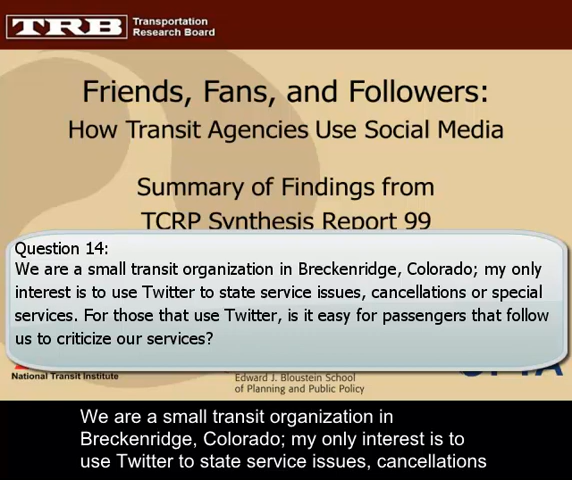 TRB
Transportation
Research Board
Friends, Fans, and Followers:
How Transit Agencies Use Social Media
Summary of Findings from
TCRP Synthesis Report 99
Question 14:
We are a small transit organization in Breckenridge, Colorado; my only
interest is to use Twitter to state service issues, cancellations or special
services. For those that use Twitter, is it easy for passengers that follow
us to criticize our services?
National Transit Institute
Edward J. Bloustein School
of Planning and Public Policy
We are a small transit organization in
Breckenridge, Colorado; my only interest is to
use Twitter to state service issues, cancellations